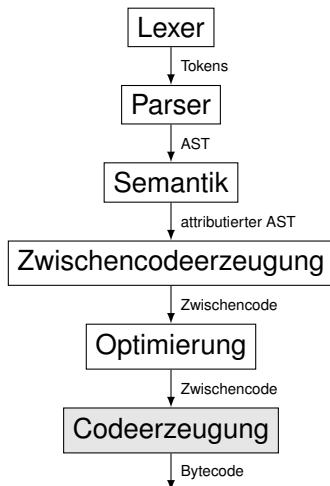 Lexer
Tokens
Parser
AST
Semantik
attributierter AST
Zwischencodeerzeugung
Zwischencode
Optimierung
Zwischencode
Codeerzeugung
Bytecode